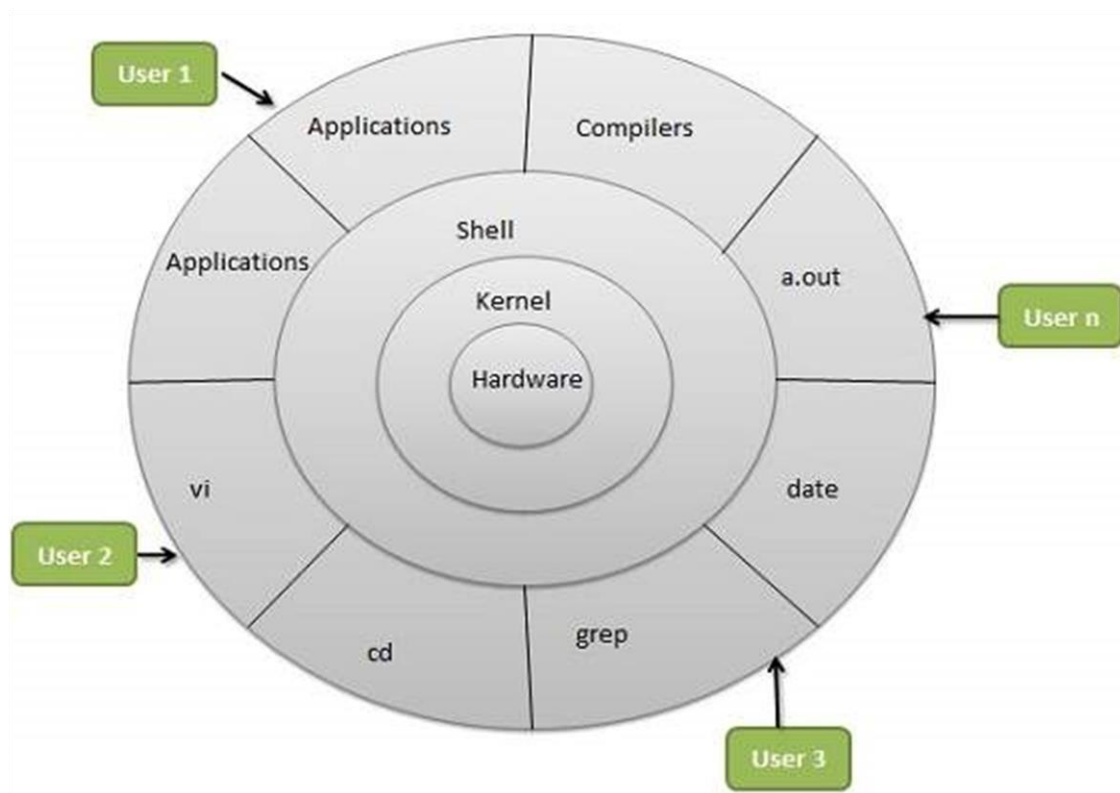 User 1
Applications
Compilers
Shell
Applications
a.out
Kernel
User n
Hardware
vi
date
User 2
grep
cd
User 3